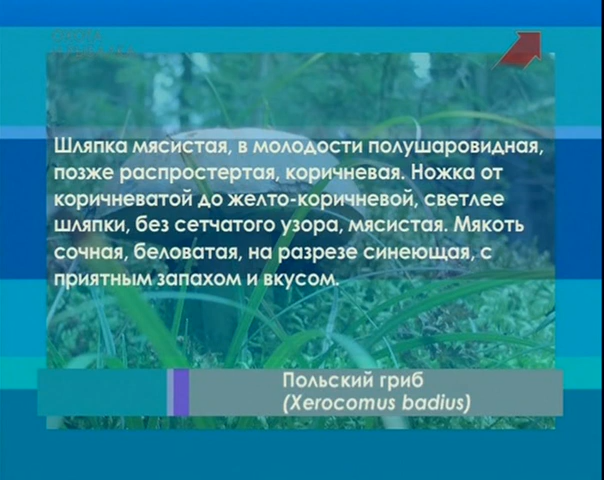 Шляпка мясистая, в молодости полушаровидная,
позже распростертая, коричневая. Ножка от
коричневатой до желто-коричневой, светлее
шляпки, без сетчатого узора, мясистая. Мякоть
сочная, беловатая, на разрезе синеющая, с
приятным запахом и вкусом.
Польский гриб
(Xerocomus badius)